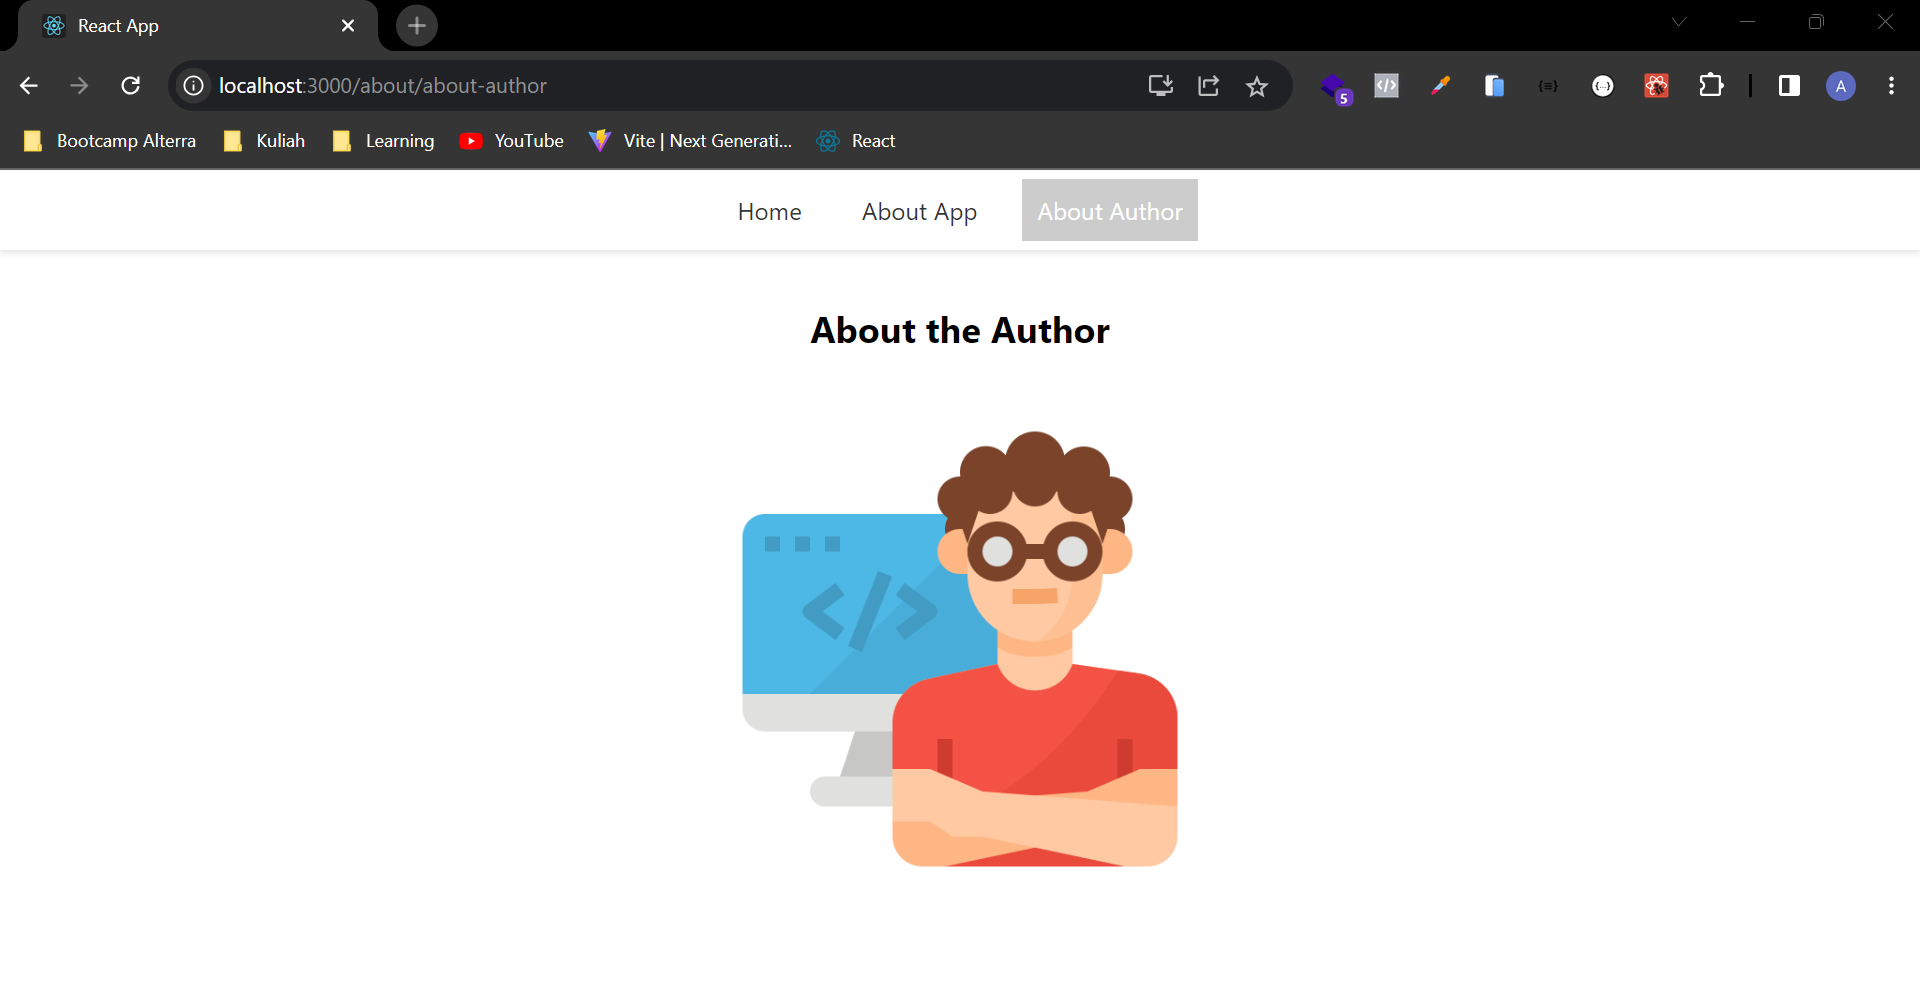 React App
localhost:3000/about/about-author
5
A
Bootcamp Alterra Kuliah Learning YouTube Vite | Next Generati... React
Home About App About Author
About the Author
</>